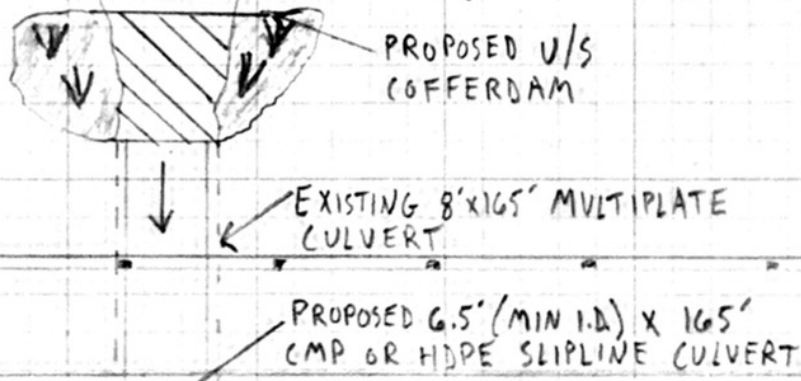 PROPOSED U/S
COFFERDAM
EXISTING 8'X165' MULTIPLATE
CULVERT
PROPOSED 6.5' (MIN I.D.) X 165'
CMP OR HDPE SLIPLINE CULVERT